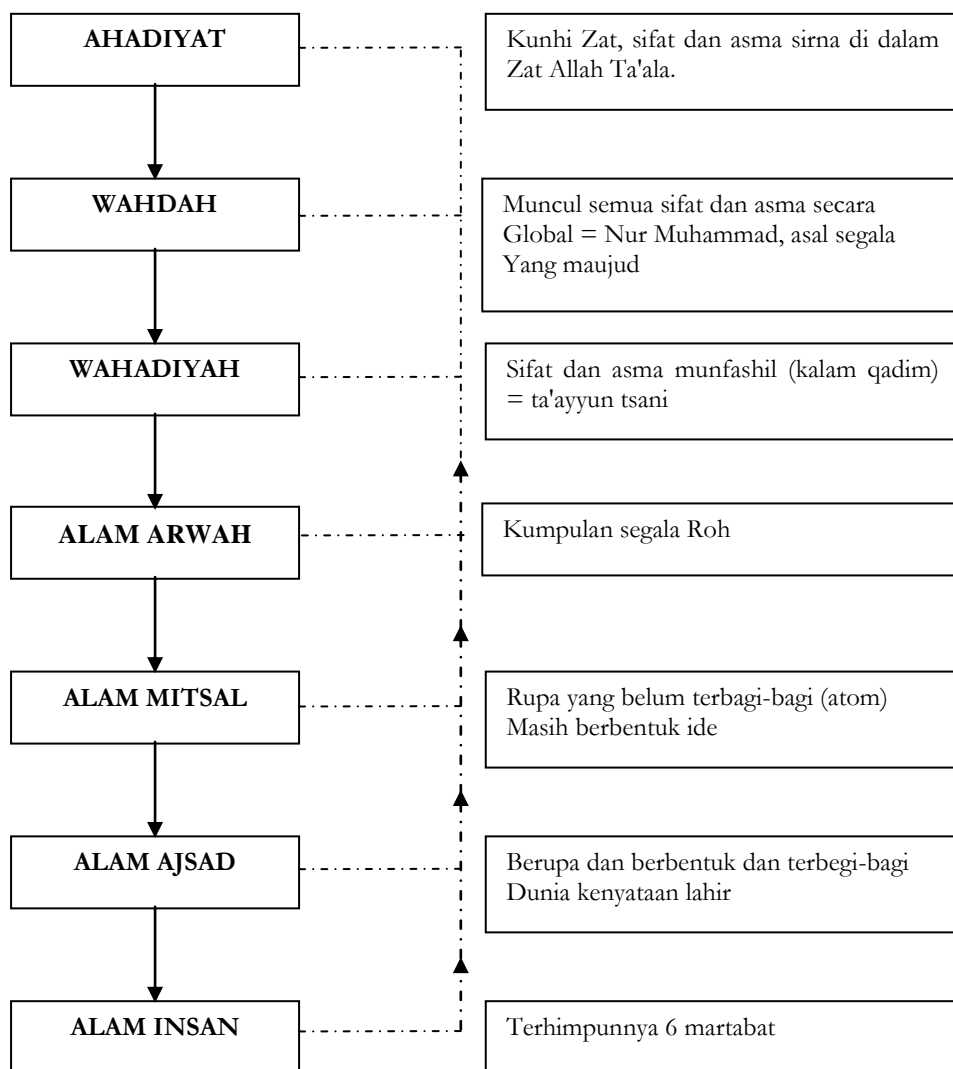 AHADIYAT
Kunhi Zat, sifat dan asma sirna di dalam
Zat Allah Ta'ala.
WAHDAH
Muncul semua sifat dan asma secara
Global = Nur Muhammad, asal segala
Yang maujud
WAHADIYAH
Sifat dan asma munfashil (kalam qadim)
= ta'ayyun tsani
ALAM ARWAH
Kumpulan segala Roh
ALAM MITSAL
Rupa yang belum terbagi-bagi (atom)
Masih berbentuk ide
ALAM AJSAD
Berupa dan berbentuk dan terbegi-bagi
Dunia kenyataan lahir
ALAM INSAN
Terhimpunnya 6 martabat